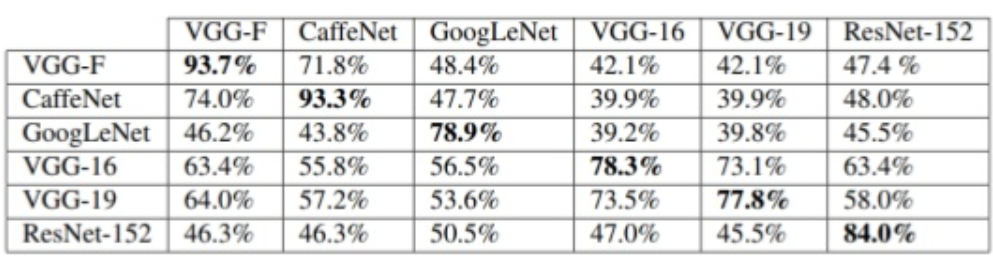 VGG-F CaffeNet GoogLeNet VGG-16 VGG-19 ResNet-152
VGG-F 93.7% 71.8% 48.4% 42.1% 42.1% 47.4 %
CaffeNet 74.0% 93.3% 47.7% 39.9% 39.9% 48.0%
GoogLeNet 46.2% 43.8% 78.9% 39.2% 39.8% 45.5%
VGG-16 63.4% 55.8% 56.5% 78.3% 73.1% 63.4%
VGG-19 64.0% 57.2% 53.6% 73.5% 77.8% 58.0%
ResNet-152 46.3% 46.3% 50.5% 47.0% 45.5% 84.0%